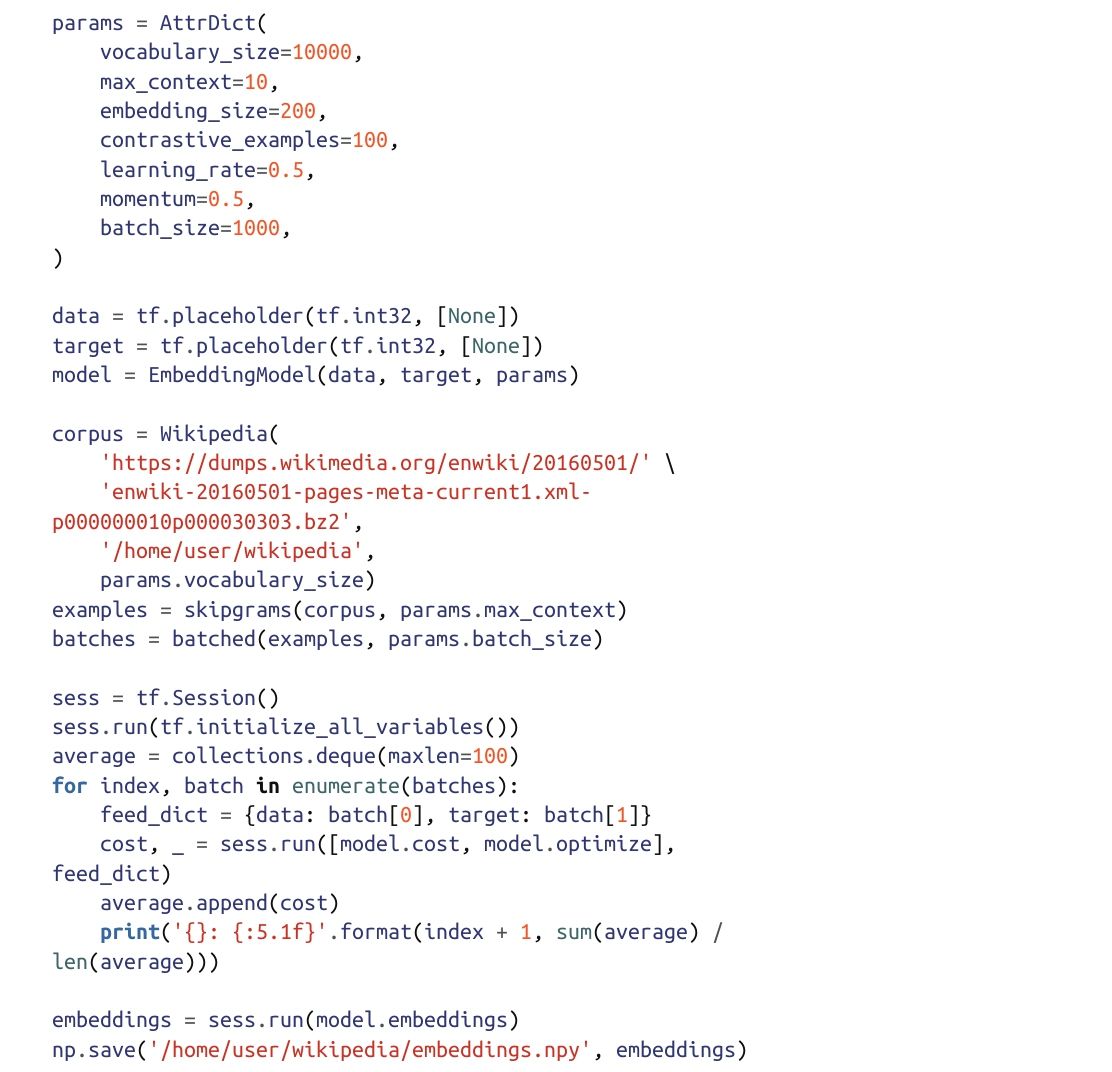 params = AttrDict(
    vocabulary_size=10000,
    max_context=10,
    embedding_size=200,
    contrastive_examples=100,
    learning_rate=0.5,
    momentum=0.5,
    batch_size=1000,
)

data = tf.placeholder(tf.int32, [None])
target = tf.placeholder(tf.int32, [None])
model = EmbeddingModel(data, target, params)

corpus = Wikipedia(
    'https://dumps.wikimedia.org/enwiki/20160501/' \
    'enwiki-20160501-pages-meta-current1.xml-
p000000010p000030303.bz2',
    '/home/user/wikipedia',
    params.vocabulary_size)
examples = skipgrams(corpus, params.max_context)
batches = batched(examples, params.batch_size)

sess = tf.Session()
sess.run(tf.initialize_all_variables())
average = collections.deque(maxlen=100)
for index, batch in enumerate(batches):
    feed_dict = {data: batch[0], target: batch[1]}
    cost, _ = sess.run([model.cost, model.optimize],
feed_dict)
    average.append(cost)
    print('{}: {:5.1f}'.format(index + 1, sum(average) /
len(average)))

embeddings = sess.run(model.embeddings)
np.save('/home/user/wikipedia/embeddings.npy', embeddings)